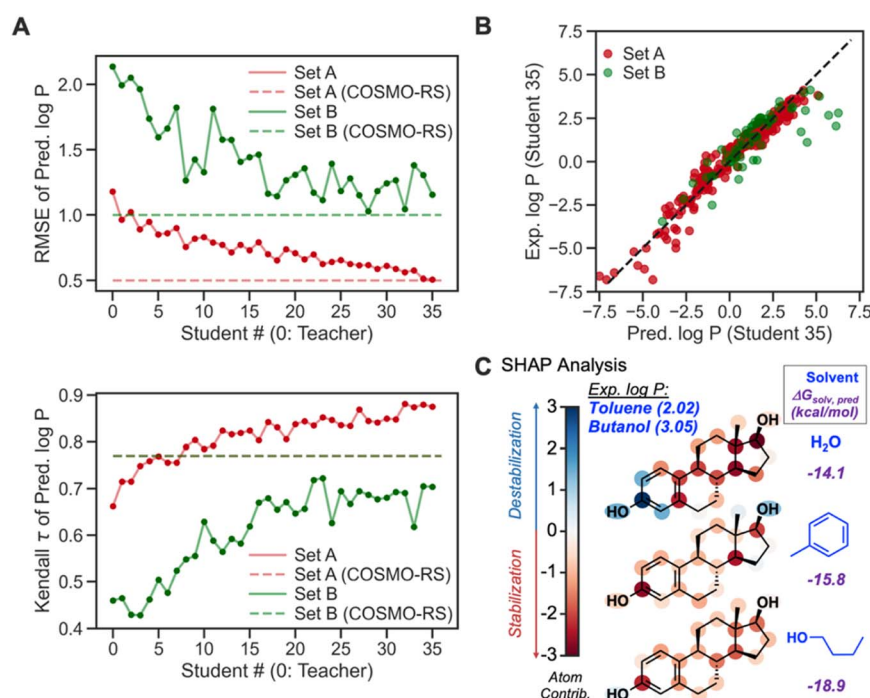 A
RMSE of Pred. log P
2.0
1.5
1.0
0.5
Set A
Set A (COSMO-RS)
Set B
Set B (COSMO-RS)
0 5 10 15 20 25 30 35
Student # (0: Teacher)
Kendall τ of Pred. log P
0.9
0.8
0.7
0.6
0.5
0.4
Set A
Set A (COSMO-RS)
Set B
Set B (COSMO-RS)
0 5 10 15 20 25 30 35
Student # (0: Teacher)
B
Exp. log P
(Student 35)
7.5
5.0
2.5
0.0
−2.5
−5.0
−7.5
Set A
Set B
−7.5 −5.0 −2.5 0.0 2.5 5.0 7.5
Pred. log P (Student 35)
C SHAP Analysis
Destabilization
Stabilization
3
2
1
0
-1
-2
-3
Atom
Contrib.
Exp. log P:
Toluene (2.02)
Butanol (3.05)
Solvent
ΔGsolv, pred
(kcal/mol)
OH
HO
H2O
-14.1
OH
HO
-15.8
OH
HO
HO
-18.9